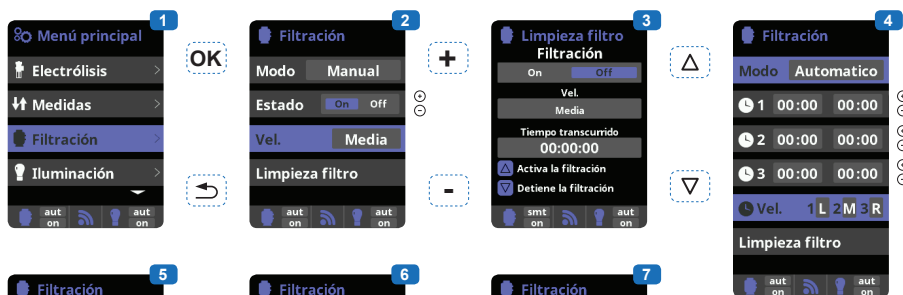 1
Menú principal
Electrólisis
Medidas
Filtración
Iluminación
aut
on
aut
on
OK
2
Filtración
Modo Manual
Estado On Off
Vel. Media
Limpieza filtro
aut
on
aut
on
+
-
3
Limpieza filtro
Filtración
On Off
Vel.
Media
Tiempo transcurrido
00:00:00
Activa la filtración
Detiene la filtración
smt
on
aut
on
4
Filtración
Modo Automatico
1 00:00 00:00
2 00:00 00:00
3 00:00 00:00
Vel. 1 L 2 M 3 R
Limpieza filtro
aut
on
aut
on
5
Filtración
6
Filtración
7
Filtración